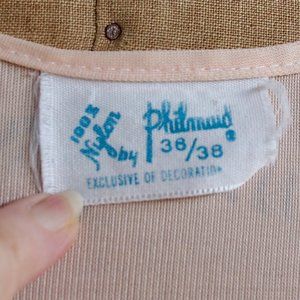 100% Nylon by Philmaid®
36/38
EXCLUSIVE OF DECORATION